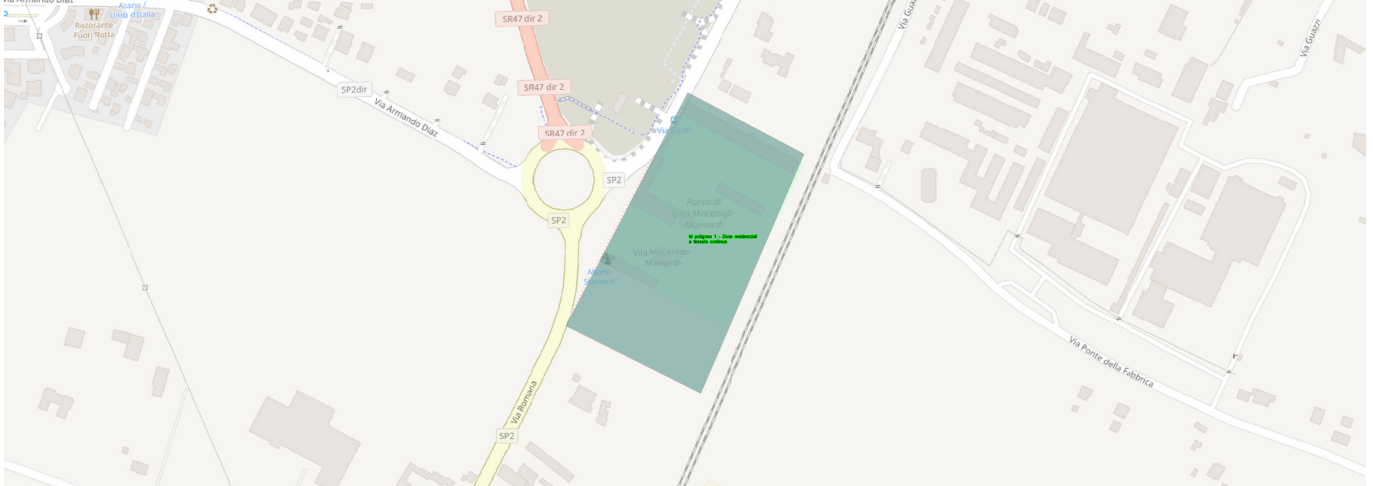 Via Armando Diaz
Abano /
Unità d'Italia
Ristorante
Fuori Rotta
SR47 dir 2
Via Guazzi
SP2dir
SR47 dir 2
Via Armando Diaz
SR47 dir 2
SP2
SP2
Parco di
Villa Mocenigo-
Mainardi
id poligono 1 - Zone residenziali
a tessuto continuo
Villa Mocenigo-
Mainardi
Abano
Stazione
Via Ponte della Fabbrica
Via Romana
SP2